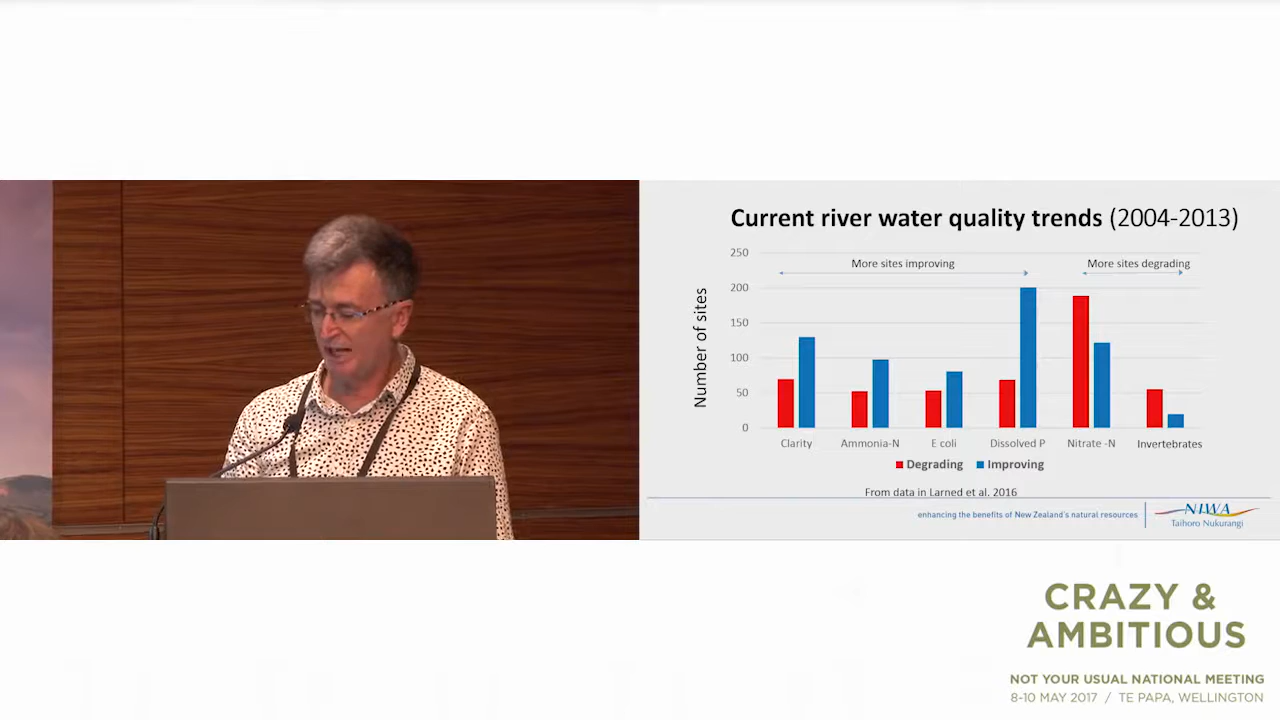 Current river water quality trends (2004-2013)
250
More sites improving
More sites degrading
200
150
100
50
0
Number of sites
Clarity
Ammonia-N
E coli
Dissolved P
Nitrate -N
Invertebrates
Degrading
Improving
From data in Larned et al. 2016
enhancing the benefits of New Zealand's natural resources
NIWA
Taihoro Nukurangi
CRAZY &
AMBITIOUS
NOT YOUR USUAL NATIONAL MEETING
8-10 MAY 2017 / TE PAPA, WELLINGTON